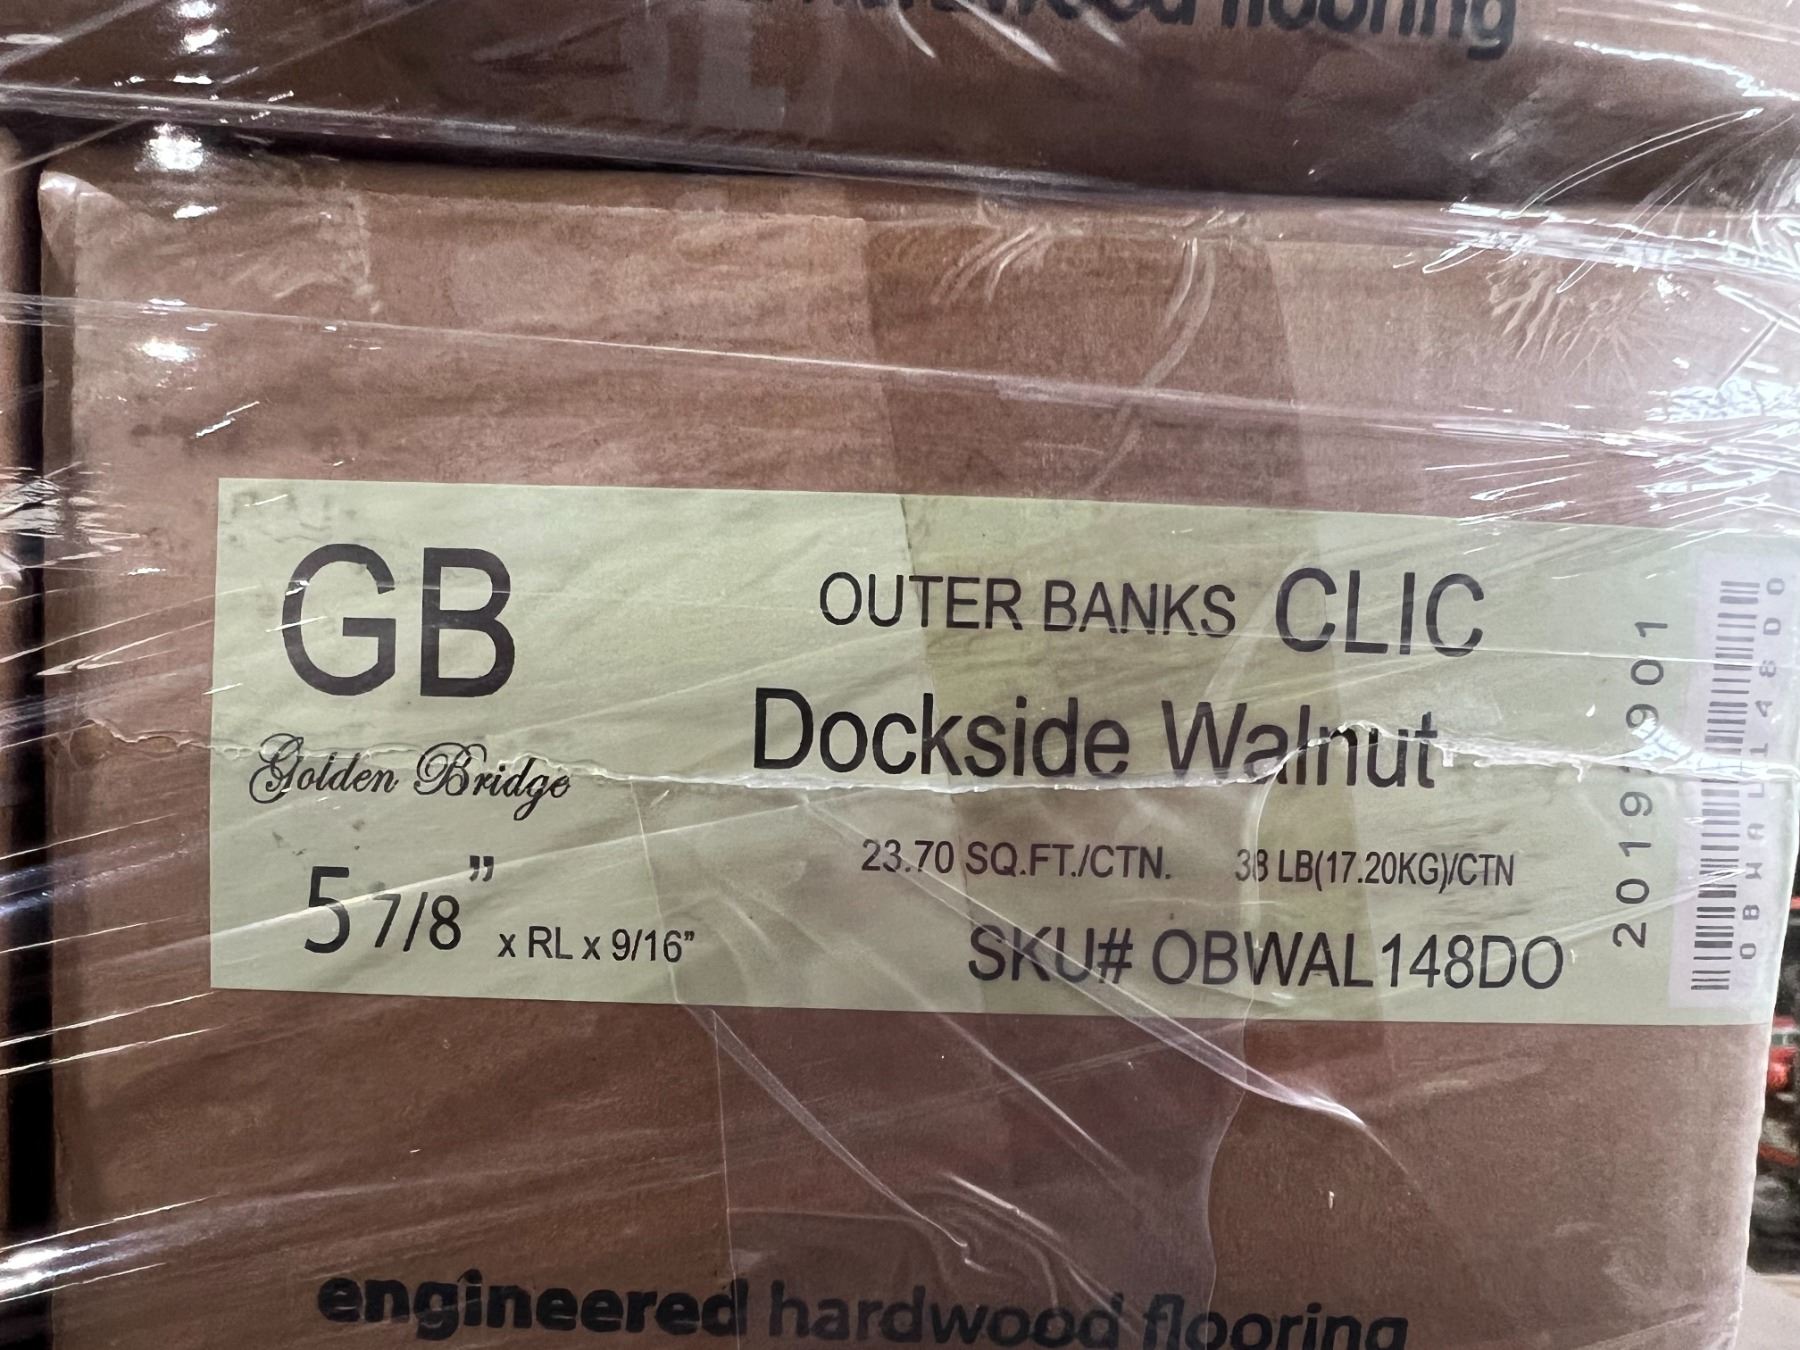 hardwood flooring
GB
Golden Bridge
5 7/8" x RL x 9/16"
OUTER BANKS CLIC
Dockside Walnut
23.70 SQ.FT./CTN. 38 LB(17.20KG)/CTN
SKU# OBWAL148DO
OBWAL148DO
engineered hardwood flooring